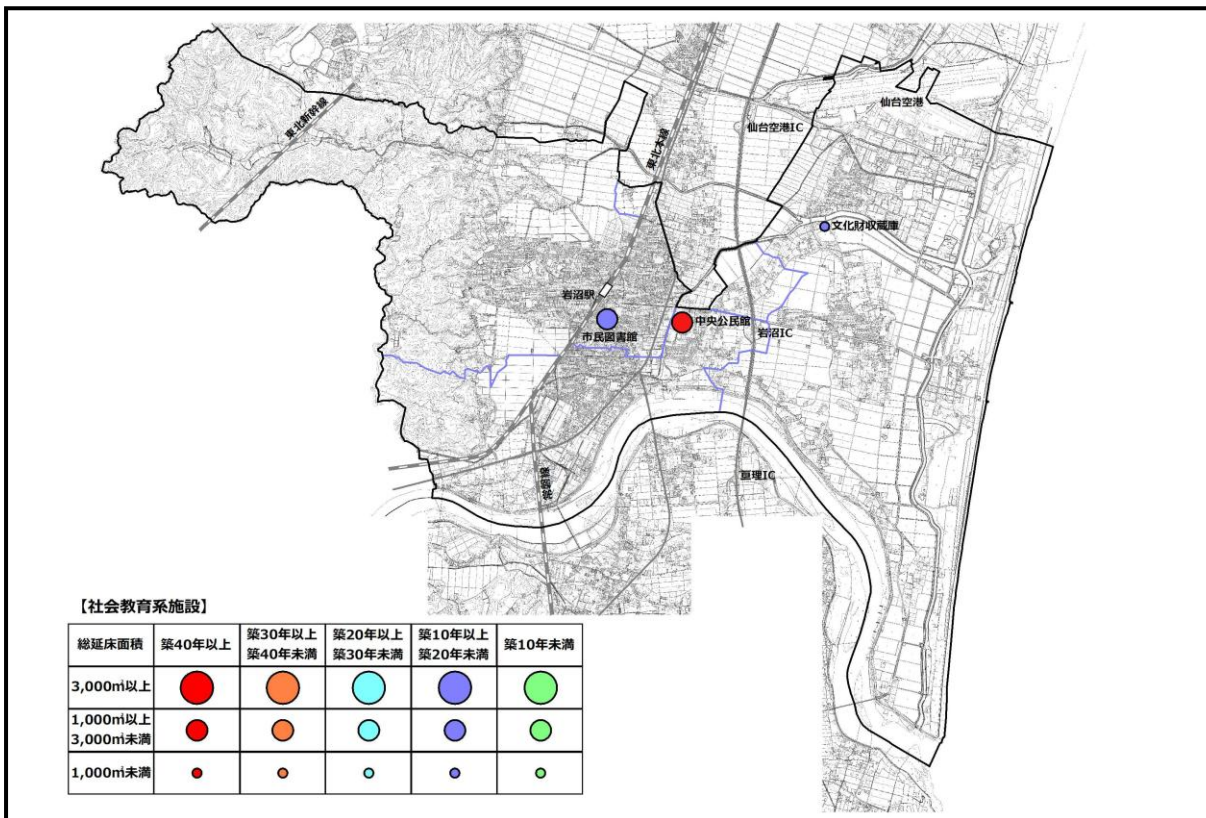 仙台空港
東北新幹線
東北本線
仙台空港IC
文化財収蔵庫
岩沼駅
中央公民館
市民図書館
岩沼IC
常磐線
亘理IC
【社会教育系施設】
総延床面積
築40年以上
築30年以上
築40年未満
築20年以上
築30年未満
築10年以上
築20年未満
築10年未満
3,000㎡以上
1,000㎡以上
3,000㎡未満
1,000㎡未満